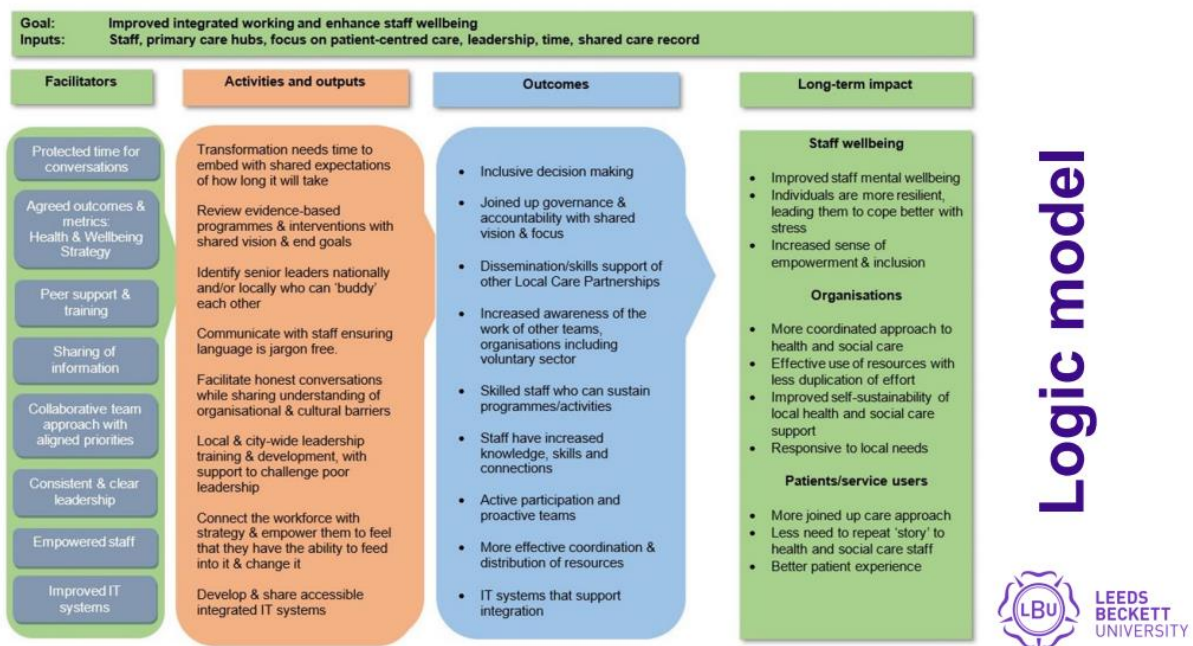 Goal: Improved integrated working and enhance staff wellbeing
Inputs: Staff, primary care hubs, focus on patient-centred care, leadership, time, shared care record
Facilitators
Protected time for
conversations
Agreed outcomes &
metrics:
Health & Wellbeing
Strategy
Peer support &
training
Sharing of
information
Collaborative team
approach with
aligned priorities
Consistent & clear
leadership
Empowered staff
Improved IT
systems
Activities and outputs
Transformation needs time to
embed with shared expectations
of how long it will take
Review evidence-based
programmes & interventions with
shared vision & end goals
Identify senior leaders nationally
and/or locally who can ‘buddy’
each other
Communicate with staff ensuring
language is jargon free.
Facilitate honest conversations
while sharing understanding of
organisational & cultural barriers
Local & city-wide leadership
training & development, with
support to challenge poor
leadership
Connect the workforce with
strategy & empower them to feel
that they have the ability to feed
into it & change it
Develop & share accessible
integrated IT systems
Outcomes
• Inclusive decision making
• Joined up governance &
accountability with shared
vision & focus
• Dissemination/skills support of
other Local Care Partnerships
• Increased awareness of the
work of other teams,
organisations including
voluntary sector
• Skilled staff who can sustain
programmes/activities
• Staff have increased
knowledge, skills and
connections
• Active participation and
proactive teams
• More effective coordination &
distribution of resources
• IT systems that support
integration
Long-term impact
Staff wellbeing
• Improved staff mental wellbeing
• Individuals are more resilient,
leading them to cope better with
stress
• Increased sense of
empowerment & inclusion
Organisations
• More coordinated approach to
health and social care
• Effective use of resources with
less duplication of effort
• Improved self-sustainability of
local health and social care
support
• Responsive to local needs
Patients/service users
• More joined up care approach
• Less need to repeat ‘story’ to
health and social care staff
• Better patient experience
Logic model
LBU
LEEDS
BECKETT
UNIVERSITY